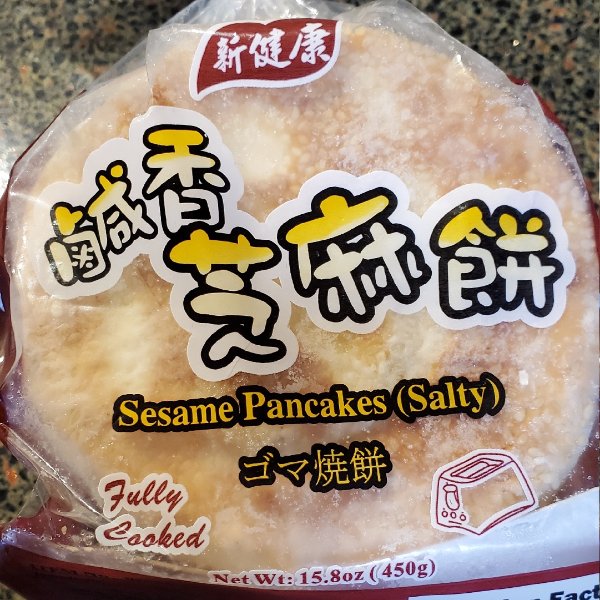 新健康
鹹香芝麻餅
Sesame Pancakes (Salty)
ゴマ焼餅
Fully
Cooked
Net Wt: 15.8oz (450g)
Fact